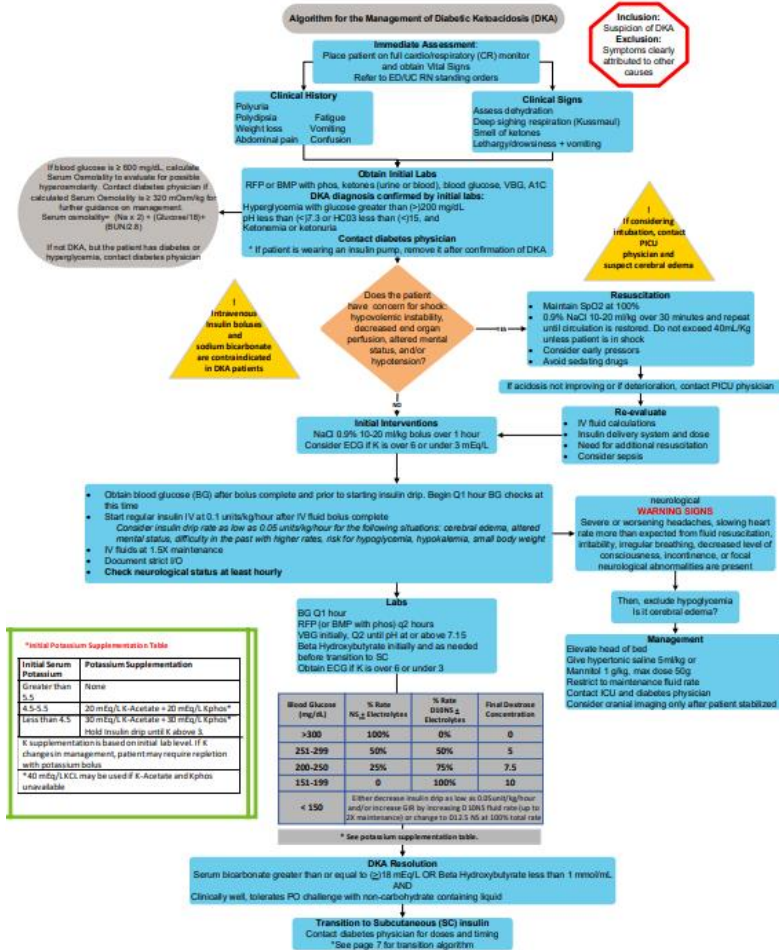 Algorithm for the Management of Diabetic Ketoacidosis (DKA)
Inclusion:
Suspicion of DKA
Exclusion:
Symptoms clearly
attributed to other
causes
Immediate Assessment:
Place patient on full cardio/respiratory (CR) monitor
and obtain Vital Signs
Refer to ED/UC RN standing orders
Clinical History
Polyuria
Polydipsia Fatigue
Weight loss Vomiting
Abdominal pain Confusion
Clinical Signs
Assess dehydration
Deep sighing respiration (Kussmaul)
Smell of ketones
Lethargy/drowsiness + vomiting
If blood glucose is ≥ 600 mg/dL, calculate
Serum Osmolality to evaluate for possible
hyperosmolarity. Contact diabetes physician if
calculated Serum Osmolality is ≥ 320 mOsm/kg for
further guidance on management.
Serum osmolality= (Na x 2) + (Glucose/18)+
(BUN/2.8)
If not DKA, but the patient has diabetes or
hyperglycemia, contact diabetes physician
Obtain Initial Labs
RFP or BMP with phos, ketones (urine or blood), blood glucose, VBG, A1C
DKA diagnosis confirmed by initial labs:
Hyperglycemia with glucose greater than (>)200 mg/dL
pH less than (<)7.3 or HC03 less than (<)15, and
Ketonemia or ketonuria
Contact diabetes physician
* If patient is wearing an insulin pump, remove it after confirmation of DKA
!
If considering
intubation, contact
PICU
physician and
suspect cerebral edema
!
Intravenous
Insulin boluses
and
sodium bicarbonate
are contraindicated
in DKA patients
Does the patient
have concern for shock:
hypovolemic instability,
decreased end organ
perfusion, altered mental
status, and/or
hypotension?
YES
Resuscitation
• Maintain SpO2 at 100%
• 0.9% NaCl 10-20 ml/kg over 30 minutes and repeat
until circulation is restored. Do not exceed 40mL/Kg
unless patient is in shock
• Consider early pressors
• Avoid sedating drugs
If acidosis not improving or if deterioration, contact PICU physician
NO
Initial Interventions
NaCl 0.9% 10-20 ml/kg bolus over 1 hour
Consider ECG if K is over 6 or under 3 mEq/L
Re-evaluate
• IV fluid calculations
• Insulin delivery system and dose
• Need for additional resuscitation
• Consider sepsis
• Obtain blood glucose (BG) after bolus complete and prior to starting insulin drip. Begin Q1 hour BG checks at
this time
• Start regular insulin IV at 0.1 units/kg/hour after IV fluid bolus complete
Consider insulin drip rate as low as 0.05 units/kg/hour for the following situations: cerebral edema, altered
mental status, difficulty in the past with higher rates, risk for hypoglycemia, hypokalemia, small body weight
• IV fluids at 1.5X maintenance
• Document strict I/O
• Check neurological status at least hourly
neurological
WARNING SIGNS
Severe or worsening headaches, slowing heart
rate more than expected from fluid resuscitation,
irritability, irregular breathing, decreased level of
consciousness, incontinence, or focal
neurological abnormalities are present
Then, exclude hypoglycemia
Is it cerebral edema?
Management
Elevate head of bed
Give hypertonic saline 5ml/kg or
Mannitol 1 g/kg, max dose 50g
Restrict to maintenance fluid rate
Contact ICU and diabetes physician
Consider cranial imaging only after patient stabilized
Labs
BG Q1 hour
RFP (or BMP with phos) q2 hours
VBG initially, Q2 until pH at or above 7.15
Beta Hydroxybutyrate initially and as needed
before transition to SC
Obtain ECG if K is over 6 or under 3
*Initial Potassium Supplementation Table
Initial Serum Potassium Potassium Supplementation
Greater than 5.5 None
4.5-5.5 20 mEq/L K-Acetate + 20 mEq/L Kphos*
Less than 4.5 30 mEq/L K-Acetate + 30 mEq/L Kphos*
Hold Insulin drip until K above 3.
K supplementation is based on initial lab level. If K
changes in management, patient may require repletion
with potassium bolus
*40 mEq/L KCL may be used if K-Acetate and Kphos
unavailable
Blood Glucose (mg/dL) % Rate NS ± Electrolytes % Rate D10NS ± Electrolytes Final Dextrose Concentration
>300 100% 0% 0
251-299 50% 50% 5
200-250 25% 75% 7.5
151-199 0 100% 10
< 150 Either decrease insulin drip as low as 0.05unit/kg/hour
and/or increase GIR by increasing D10NS fluid rate (up to
2X maintenance) or change to D12.5 NS at 100% total rate
* See potassium supplementation table.
DKA Resolution
Serum bicarbonate greater than or equal to (≥)18 mEq/L OR Beta Hydroxybutyrate less than 1 mmol/mL
AND
Clinically well, tolerates PO challenge with non-carbohydrate containing liquid
Transition to Subcutaneous (SC) insulin
Contact diabetes physician for doses and timing
*See page 7 for transition algorithm